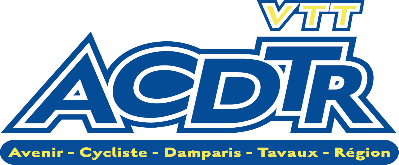 VTT
ACDTR
Avenir - Cycliste - Damparis - Tavaux - Région